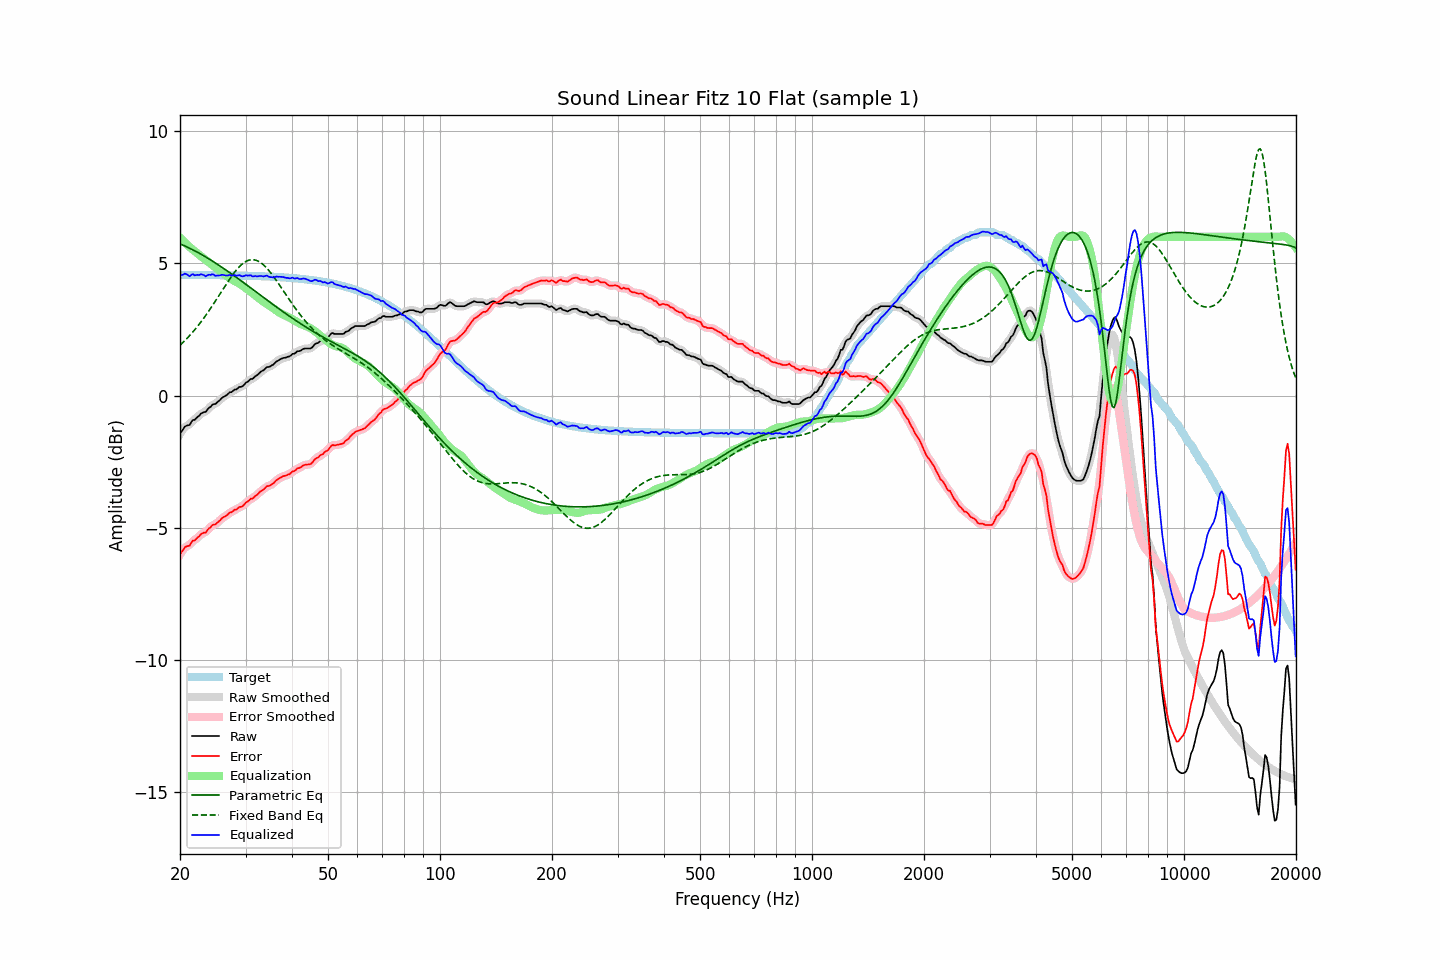 Sound Linear Fitz 10 Flat (sample 1)
10
5
0
−5
−10
−15
Amplitude (dBr)
Target
Raw Smoothed
Error Smoothed
Raw
Error
Equalization
Parametric Eq
Fixed Band Eq
Equalized
20
50
100
200
500
1000
2000
5000
10000
20000
Frequency (Hz)